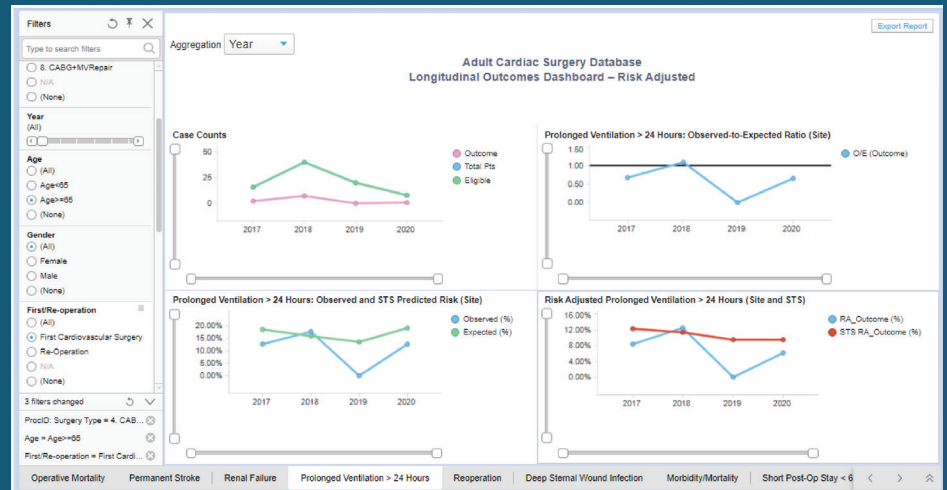 Filters
Type to search filters
8. CABG+MVRepair
N/A
(None)
Year
(All)
Age
(All)
Age<65
Age>=65
(None)
Gender
(All)
Female
Male
(None)
First/Re-operation
(All)
First Cardiovascular Surgery
Re-Operation
N/A
(None)
3 filters changed
ProcID: Surgery Type = 4. CAB...
Age = Age>=65
First/Re-operation = First Cardi...
Export Report
Aggregation Year
Adult Cardiac Surgery Database
Longitudinal Outcomes Dashboard – Risk Adjusted
Case Counts
50
25
0
2017 2018 2019 2020
Outcome
Total Pts
Eligible
Prolonged Ventilation > 24 Hours: Observed-to-Expected Ratio (Site)
1.50
1.00
0.50
0.00
2017 2018 2019 2020
O/E (Outcome)
Prolonged Ventilation > 24 Hours: Observed and STS Predicted Risk (Site)
20.00%
15.00%
10.00%
5.00%
0.00%
2017 2018 2019 2020
Observed (%)
Expected (%)
Risk Adjusted Prolonged Ventilation > 24 Hours (Site and STS)
16.00%
12.00%
8.00%
4.00%
0.00%
2017 2018 2019 2020
RA_Outcome (%)
STS RA_Outcome (%)
Operative Mortality Permanent Stroke Renal Failure Prolonged Ventilation > 24 Hours Reoperation Deep Sternal Wound Infection Morbidity/Mortality Short Post-Op Stay < 6